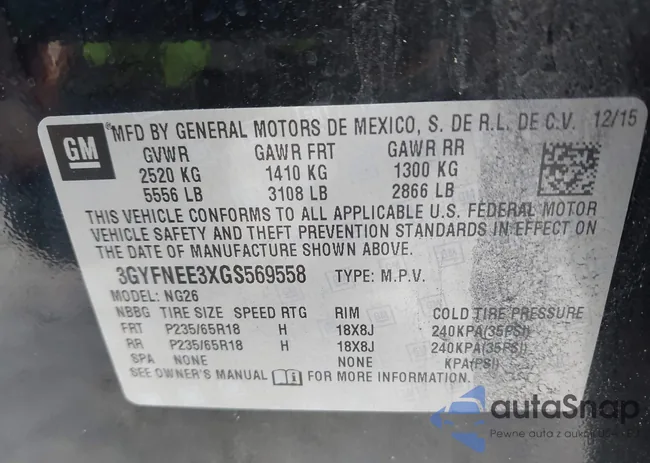 GM
MFD BY GENERAL MOTORS DE MEXICO, S. DE R.L. DE C.V. 12/15
GVWR GAWR FRT GAWR RR
2520 KG 1410 KG 1300 KG
5556 LB 3108 LB 2866 LB
THIS VEHICLE CONFORMS TO ALL APPLICABLE U.S. FEDERAL MOTOR
VEHICLE SAFETY AND THEFT PREVENTION STANDARDS IN EFFECT ON
THE DATE OF MANUFACTURE SHOWN ABOVE.
3GYFNEE3XGS569558 TYPE: M.P.V.
MODEL: NG26
NBBG TIRE SIZE SPEED RTG RIM COLD TIRE PRESSURE
FRT P235/65R18 H 18X8J 240KPA(35PSI)
RR P235/65R18 H 18X8J 240KPA(35PSI)
SPA NONE NONE KPA(PSI)
SEE OWNER'S MANUAL FOR MORE INFORMATION.
autaSnap
Pewne auta z aukcji